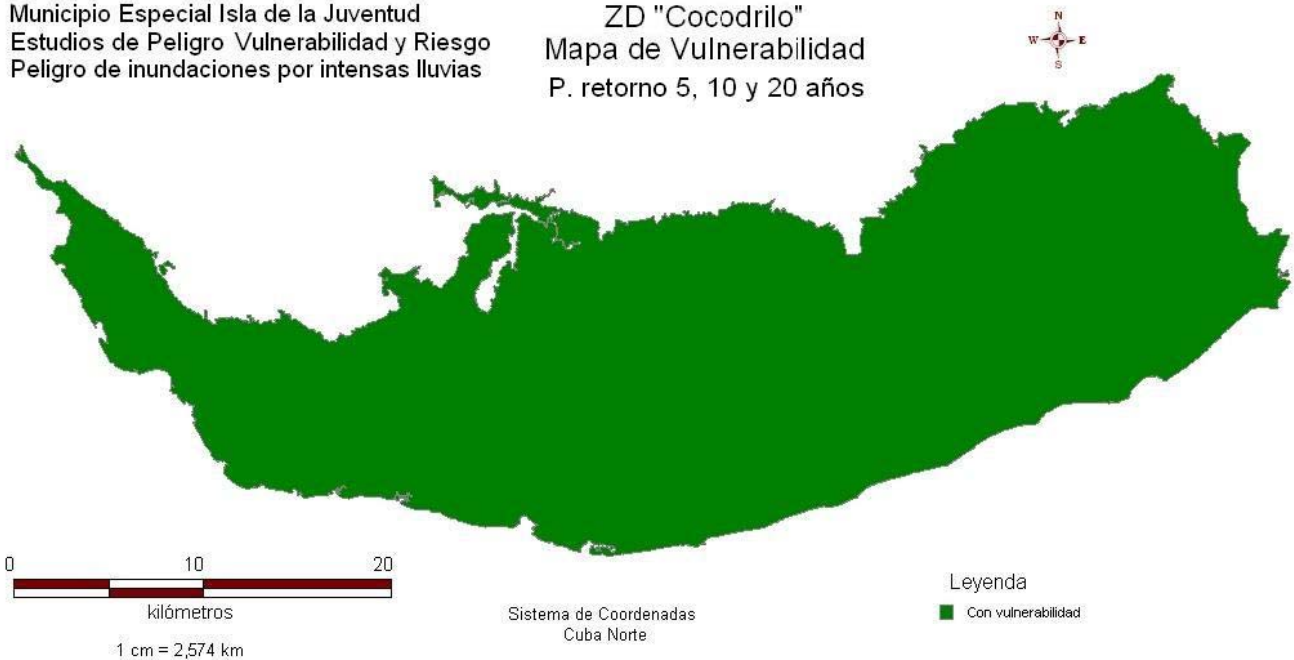 Municipio Especial Isla de la Juventud
Estudios de Peligro Vulnerabilidad y Riesgo
Peligro de inundaciones por intensas lluvias
ZD "Cocodrilo"
Mapa de Vulnerabilidad
P. retorno 5, 10 y 20 años
N
W E
S
0 10 20
kilómetros
1 cm = 2,574 km
Sistema de Coordenadas
Cuba Norte
Leyenda
Con vulnerabilidad